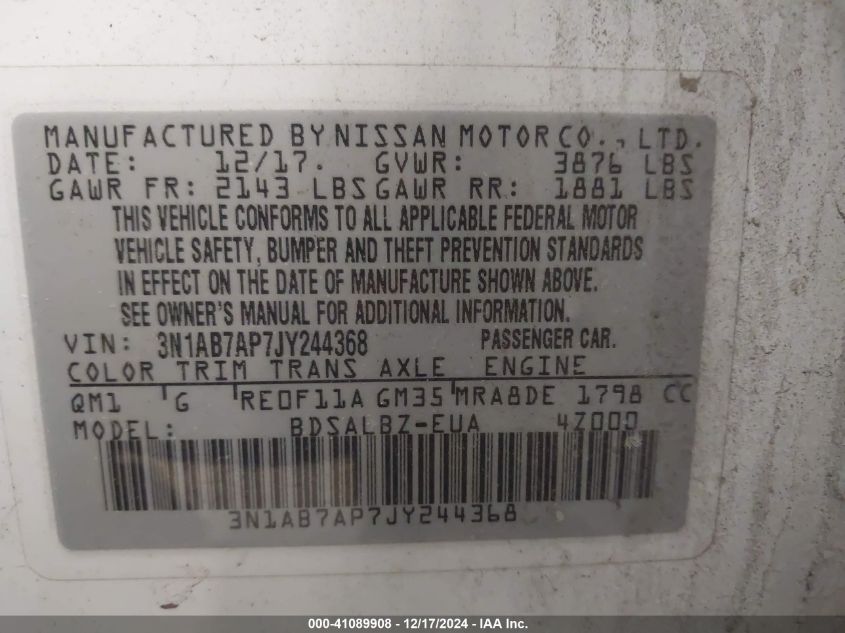 MANUFACTURED BY NISSAN MOTOR CO., LTD.
DATE: 12/17. GVWR: 3876 LBS
GAWR FR: 2143 LBS GAWR RR: 1881 LBS
THIS VEHICLE CONFORMS TO ALL APPLICABLE FEDERAL MOTOR
VEHICLE SAFETY, BUMPER AND THEFT PREVENTION STANDARDS
IN EFFECT ON THE DATE OF MANUFACTURE SHOWN ABOVE.
SEE OWNER'S MANUAL FOR ADDITIONAL INFORMATION.
VIN: 3N1AB7AP7JY244368 PASSENGER CAR.
COLOR TRIM TRANS AXLE ENGINE
QM1 G RE0F11A GM35 MRA8DE 1798 CC
MODEL: BDSALBZ-EUA 4Z000
3N1AB7AP7JY244368
000-41089908 - 12/17/2024 - IAA Inc.